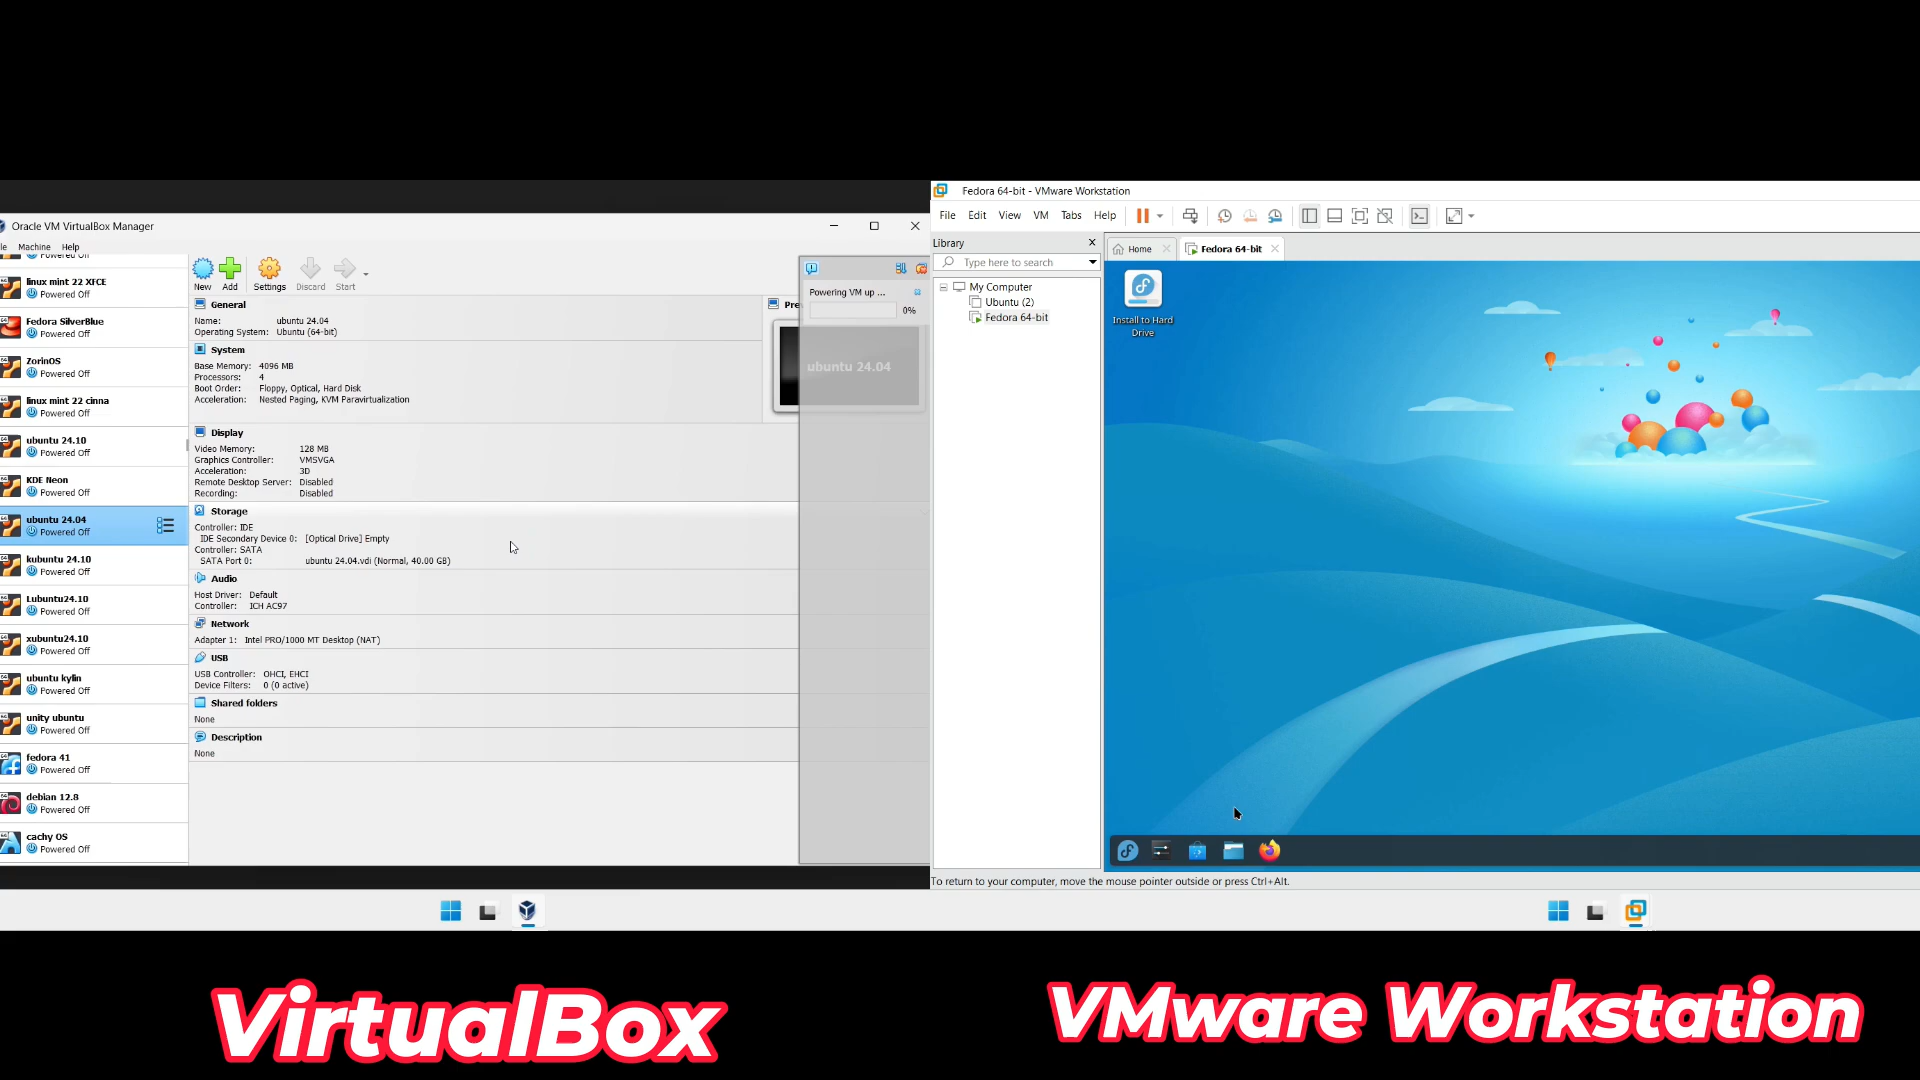 Oracle VM VirtualBox Manager
Machine
Help
Powered Off
linux mint 22 XFCE
Powered Off
Fedora SilverBlue
Powered Off
ZorinOS
Powered Off
linux mint 22 cinna
Powered Off
ubuntu 24.10
Powered Off
KDE Neon
Powered Off
ubuntu 24.04
Powered Off
kubuntu 24.10
Powered Off
Lubuntu24.10
Powered Off
xubuntu24.10
Powered Off
ubuntu kylin
Powered Off
unity ubuntu
Powered Off
fedora 41
Powered Off
debian 12.8
Powered Off
cachy OS
Powered Off
New Add Settings Discard Start
General
Name: ubuntu 24.04
Operating System: Ubuntu (64-bit)
System
Base Memory: 4096 MB
Processors: 4
Boot Order: Floppy, Optical, Hard Disk
Acceleration: Nested Paging, KVM Paravirtualization
Display
Video Memory: 128 MB
Graphics Controller: VMSVGA
Acceleration: 3D
Remote Desktop Server: Disabled
Recording: Disabled
Storage
Controller: IDE
IDE Secondary Device 0: [Optical Drive] Empty
Controller: SATA
SATA Port 0: ubuntu 24.04.vdi (Normal, 40.00 GB)
Audio
Host Driver: Default
Controller: ICH AC97
Network
Adapter 1: Intel PRO/1000 MT Desktop (NAT)
USB
USB Controller: OHCI, EHCI
Device Filters: 0 (0 active)
Shared folders
None
Description
None
Pre
Powering VM up ...
0%
ubuntu 24.04
Fedora 64-bit - VMware Workstation
File Edit View VM Tabs Help
Library
Type here to search
My Computer
Ubuntu (2)
Fedora 64-bit
Home
Fedora 64-bit
Install to Hard
Drive
To return to your computer, move the mouse pointer outside or press Ctrl+Alt.
VirtualBox
VMware Workstation